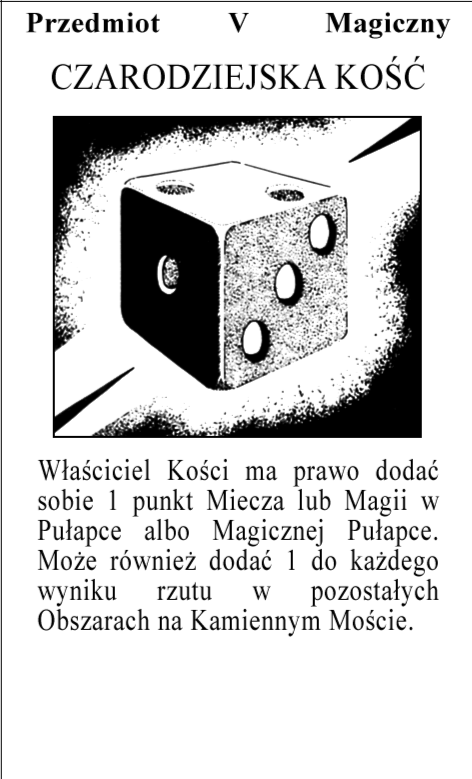 Przedmiot V Magiczny
CZARODZIEJSKA KOŚĆ
Właściciel Kości ma prawo dodać
sobie 1 punkt Miecza lub Magii w
Pułapce albo Magicznej Pułapce.
Może również dodać 1 do każdego
wyniku rzutu w pozostałych
Obszarach na Kamiennym Moście.